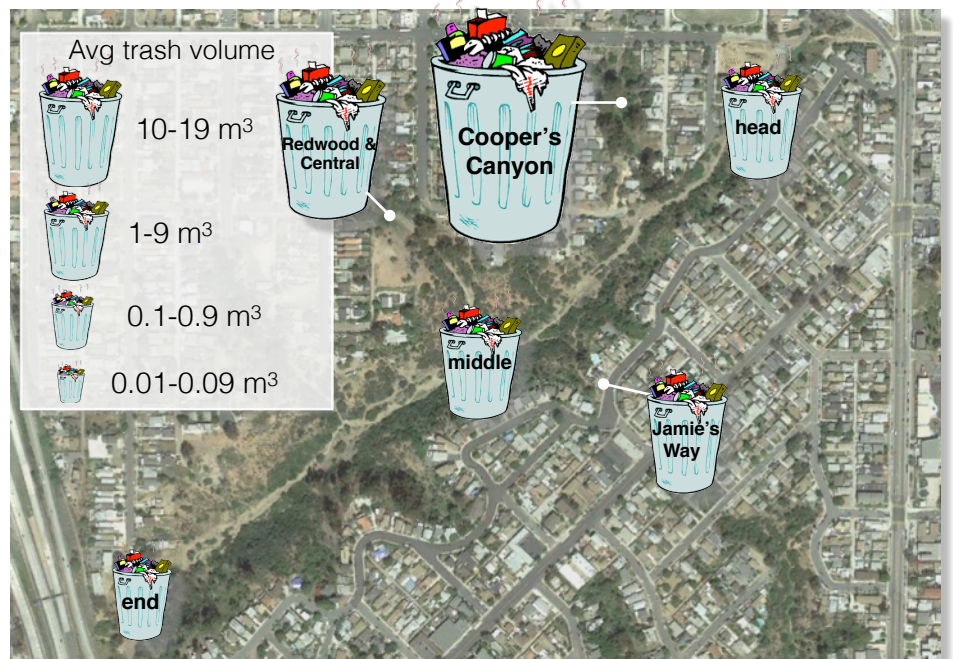 Avg trash volume
10-19 m³
1-9 m³
0.1-0.9 m³
0.01-0.09 m³
Redwood &
Central
Cooper's
Canyon
head
middle
Jamie's
Way
end